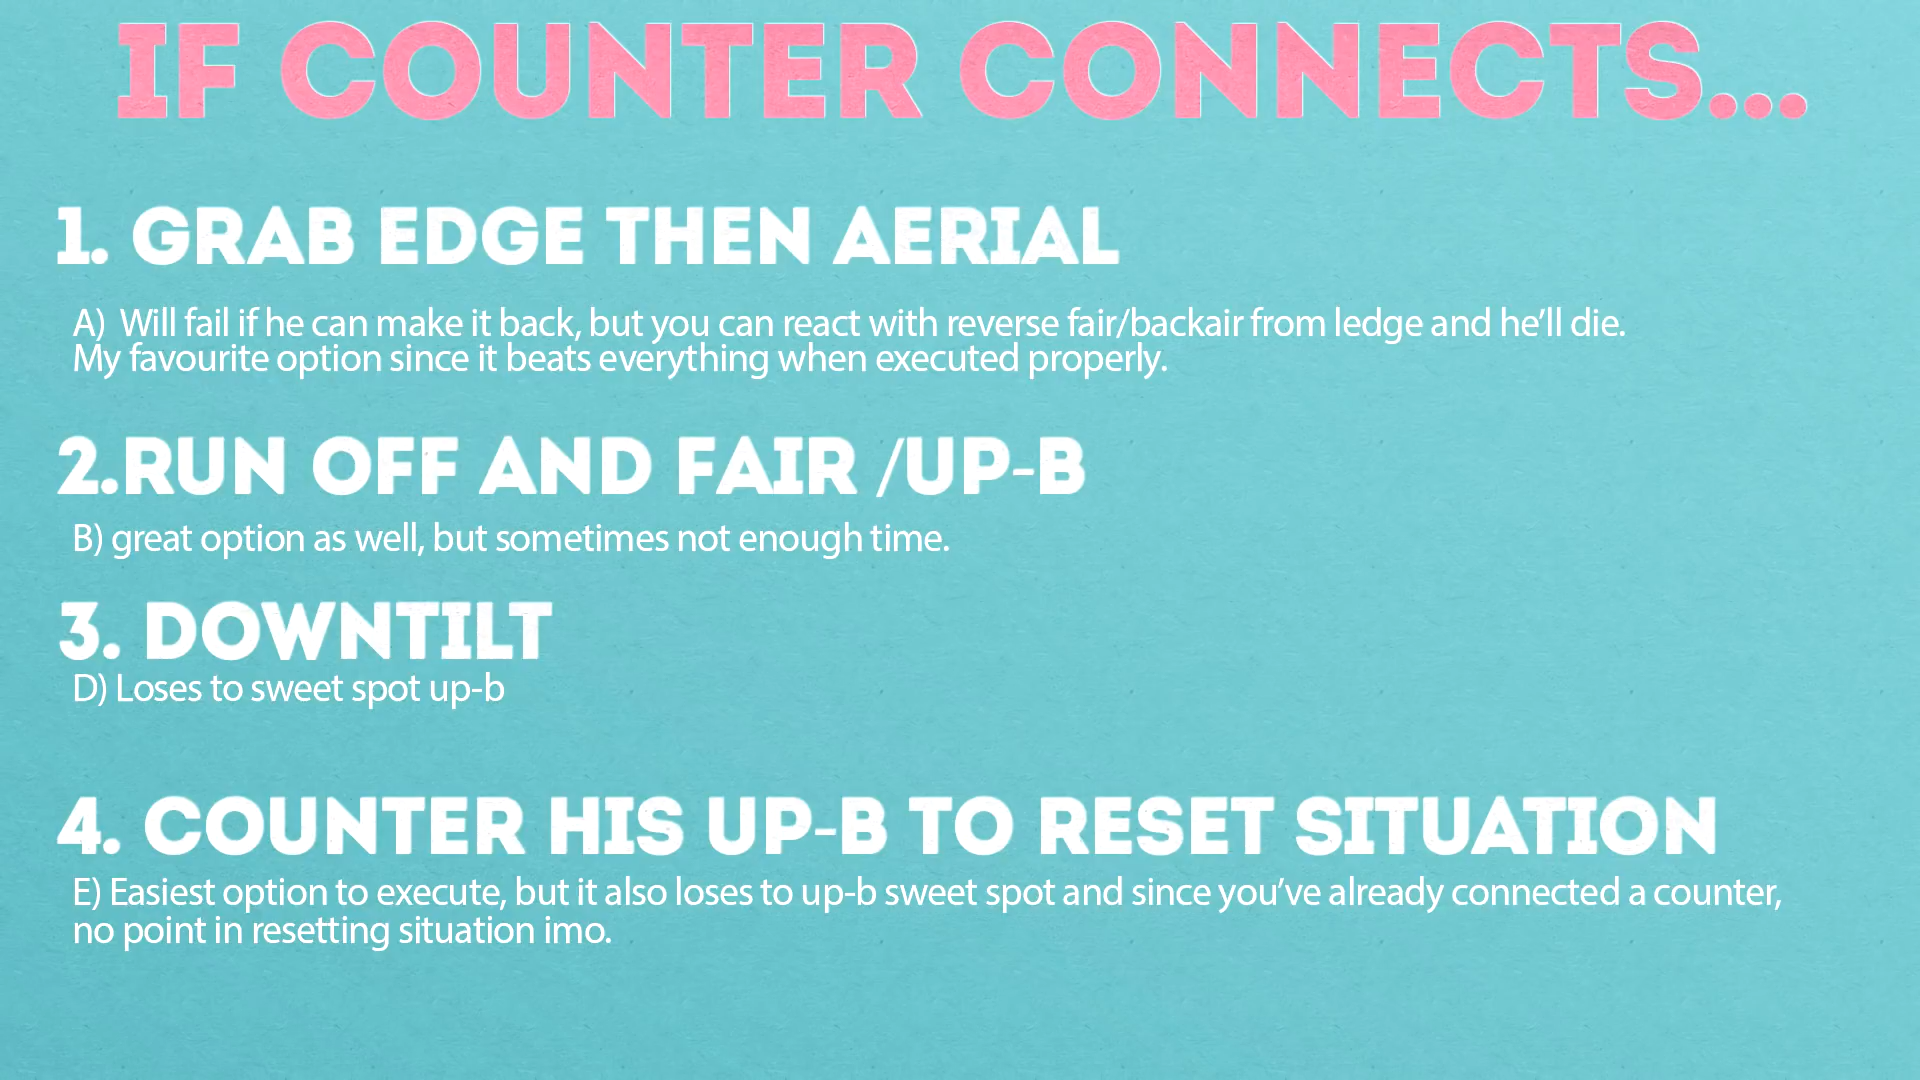 IF COUNTER CONNECTS...
1. GRAB EDGE THEN AERIAL
A) Will fail if he can make it back, but you can react with reverse fair/backair from ledge and he'll die.
My favourite option since it beats everything when executed properly.
2.RUN OFF AND FAIR /UP-B
B) great option as well, but sometimes not enough time.
3. DOWNTILT
D) Loses to sweet spot up-b
4. COUNTER HIS UP-B TO RESET SITUATION
E) Easiest option to execute, but it also loses to up-b sweet spot and since you've already connected a counter,
no point in resetting situation imo.